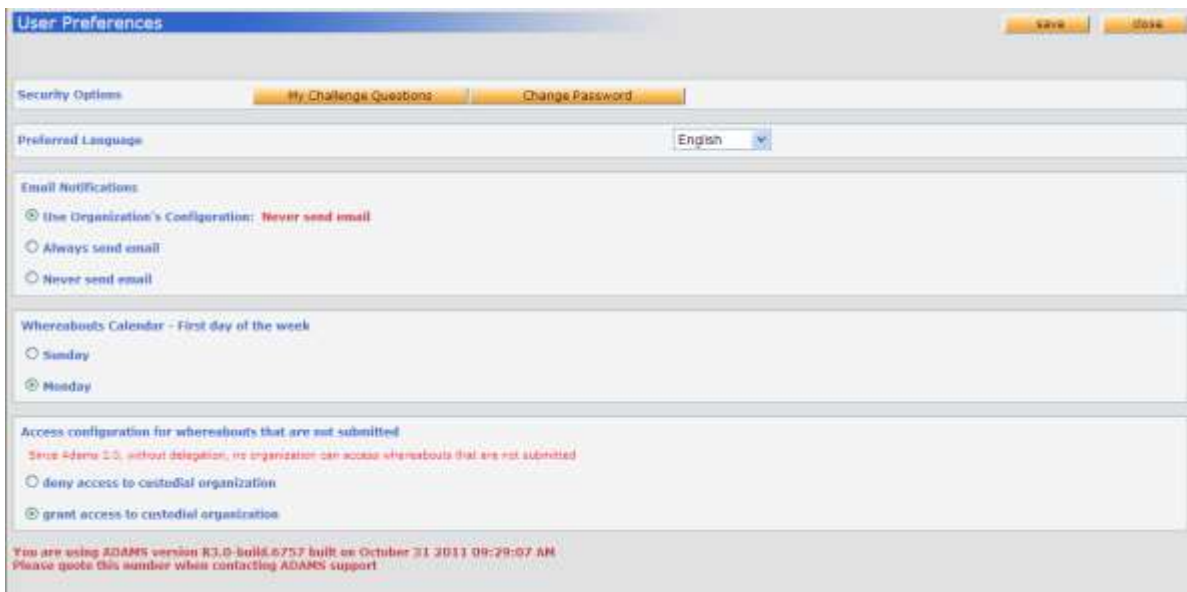 User Preferences
save
close
Security Options
My Challenge Questions
Change Password
Preferred Language
English
Email Notifications
Use Organization's Configuration: Never send email
Always send email
Never send email
Whereabouts Calendar - First day of the week
Sunday
Monday
Access configuration for whereabouts that are not submitted
Since Adams 2.0, without delegation, no organization can access whereabouts that are not submitted
deny access to custodial organization
grant access to custodial organization
You are using ADAMS version R3.0-build.6757 built on October 31 2011 09:29:07 AM
Please quote this number when contacting ADAMS support